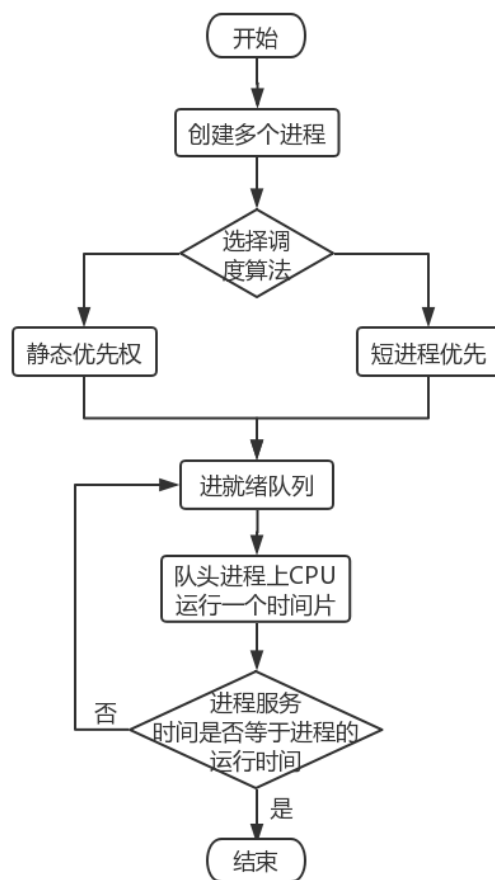 开始
创建多个进程
选择调
度算法
静态优先权
短进程优先
进就绪队列
队头进程上CPU
运行一个时间片
进程服务
时间是否等于进程的
运行时间
否
是
结束